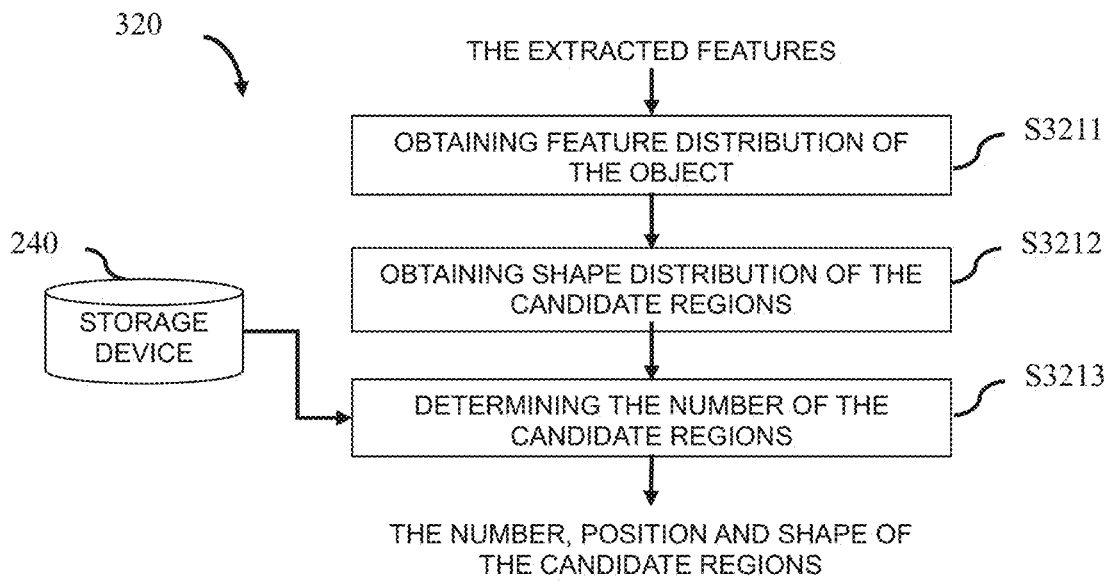 320
THE EXTRACTED FEATURES
OBTAINING FEATURE DISTRIBUTION OF
THE OBJECT
S3211
240
STORAGE
DEVICE
OBTAINING SHAPE DISTRIBUTION OF THE
CANDIDATE REGIONS
S3212
DETERMINING THE NUMBER OF THE
CANDIDATE REGIONS
S3213
THE NUMBER, POSITION AND SHAPE OF
THE CANDIDATE REGIONS